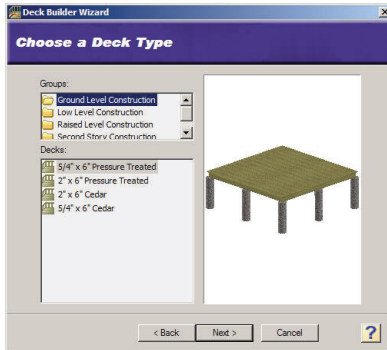 Deck Builder Wizard
Choose a Deck Type
Groups:
Ground Level Construction
Low Level Construction
Raised Level Construction
Second Story Construction
Decks:
5/4" x 6" Pressure Treated
2" x 6" Pressure Treated
2" x 6" Cedar
5/4" x 6" Cedar
< Back
Next >
Cancel
?